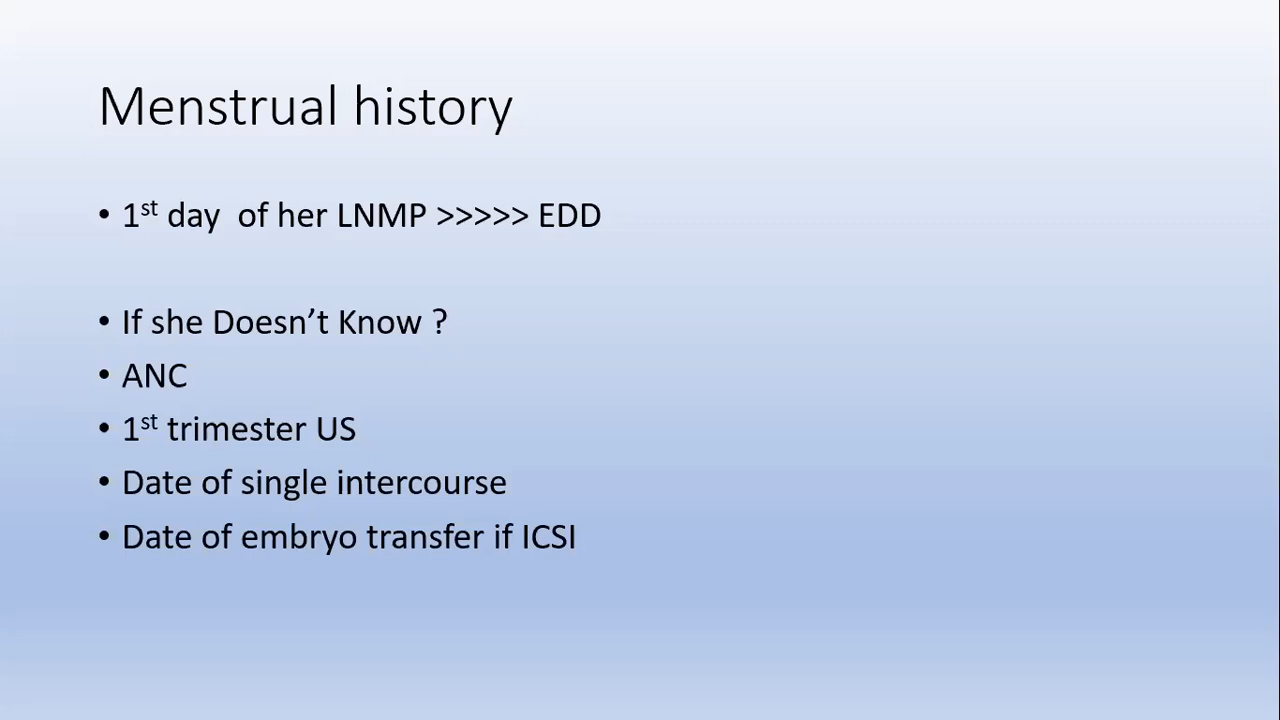 Menstrual history
• 1st day of her LNMP >>>>> EDD
• If she Doesn’t Know ?
• ANC
• 1st trimester US
• Date of single intercourse
• Date of embryo transfer if ICSI